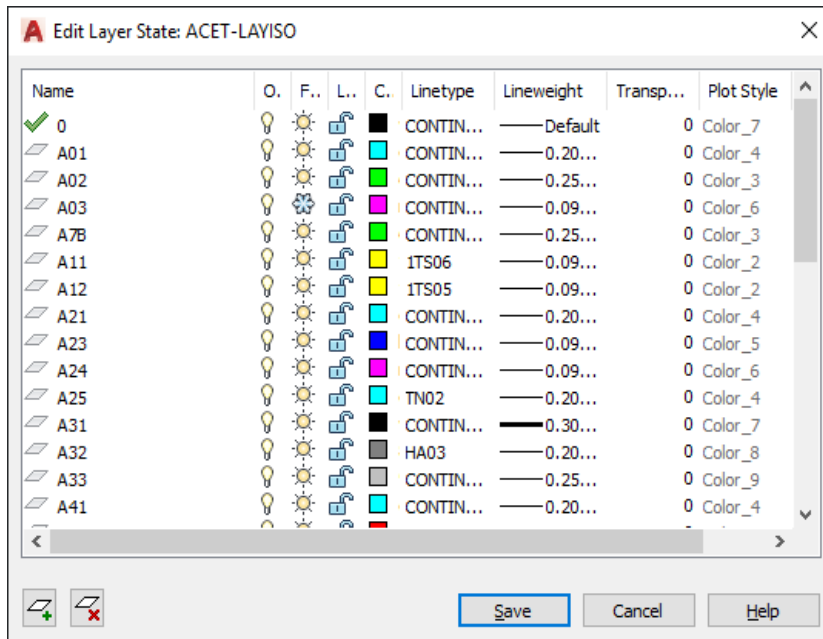 A Edit Layer State: ACET-LAYISO
Name O. F.. L... C.. Linetype Lineweight Transp... Plot Style
0 CONTIN... Default 0 Color_7
A01 CONTIN... 0.20... 0 Color_4
A02 CONTIN... 0.25... 0 Color_3
A03 CONTIN... 0.09... 0 Color_6
A7B CONTIN... 0.25... 0 Color_3
A11 1TS06 0.09... 0 Color_2
A12 1TS05 0.09... 0 Color_2
A21 CONTIN... 0.20... 0 Color_4
A23 CONTIN... 0.09... 0 Color_5
A24 CONTIN... 0.09... 0 Color_6
A25 TN02 0.20... 0 Color_4
A31 CONTIN... 0.30... 0 Color_7
A32 HA03 0.20... 0 Color_8
A33 CONTIN... 0.25... 0 Color_9
A41 CONTIN... 0.20... 0 Color_4
Save Cancel Help